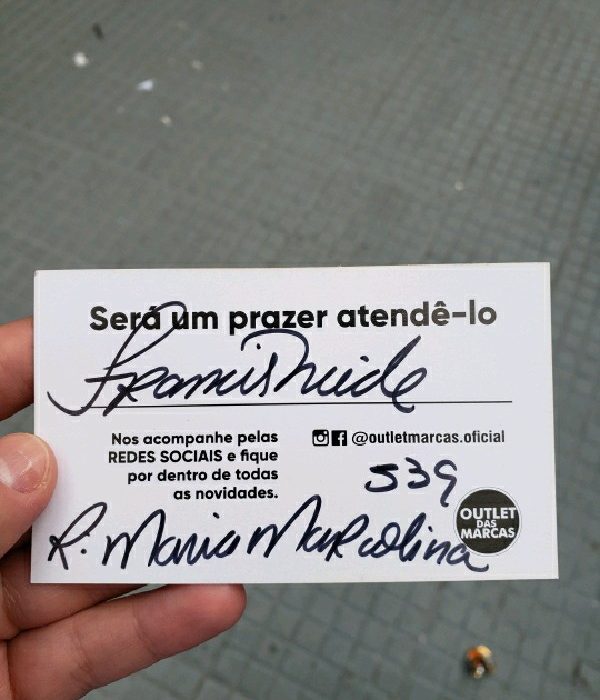 Será um prazer atendê-lo
Francisneide
Nos acompanhe pelas
REDES SOCIAIS e fique
por dentro de todas
as novidades.
@outletmarcas.oficial
539
OUTLET
DAS
MARCAS
R. Maria Marcolina